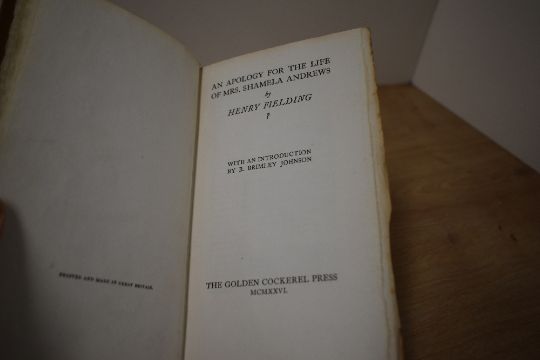 PRINTED AND MADE IN GREAT BRITAIN.
AN APOLOGY FOR THE LIFE
OF MRS. SHAMELA ANDREWS
by
HENRY FIELDING
?
WITH AN INTRODUCTION
BY R. BRIMLEY JOHNSON
THE GOLDEN COCKEREL PRESS
MCMXXVI.